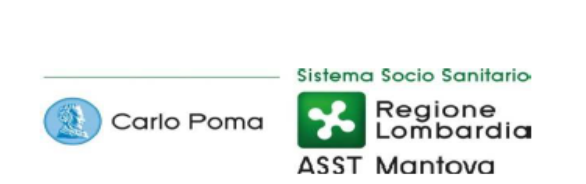 Sistema Socio Sanitario
Carlo Poma
Regione
Lombardia
ASST Mantova